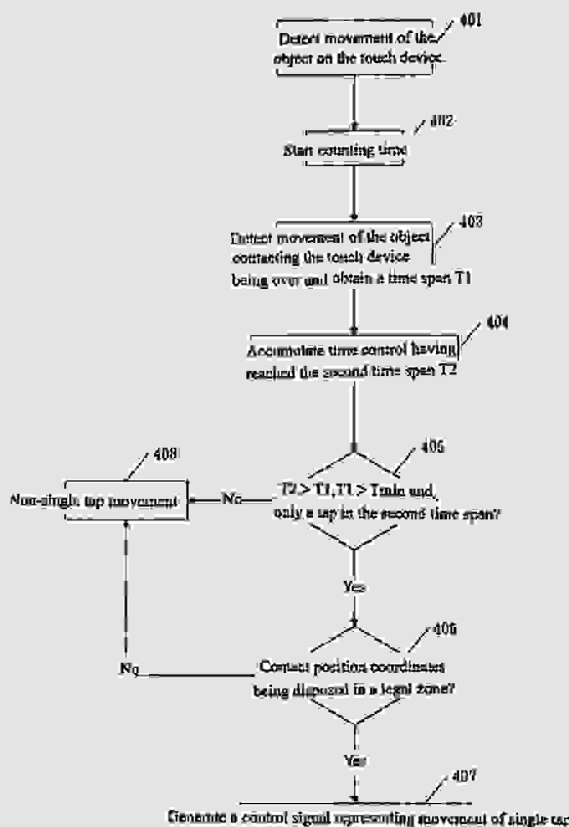 401
Detect movement of the
object on the touch device
402
Start counting time
403
Detect movement of the object
contacting the touch device
being over and obtain a time span T1
404
Accumulate time control having
reached the second time span T2
405
408
T2 > T1, T1 > Tmin and
only a tap in the second time span?
Non-single tap movement
No
Yes
406
Contact position coordinates
being disposed in a legal zone?
No
Yes
407
Generate a control signal representing movement of single tap